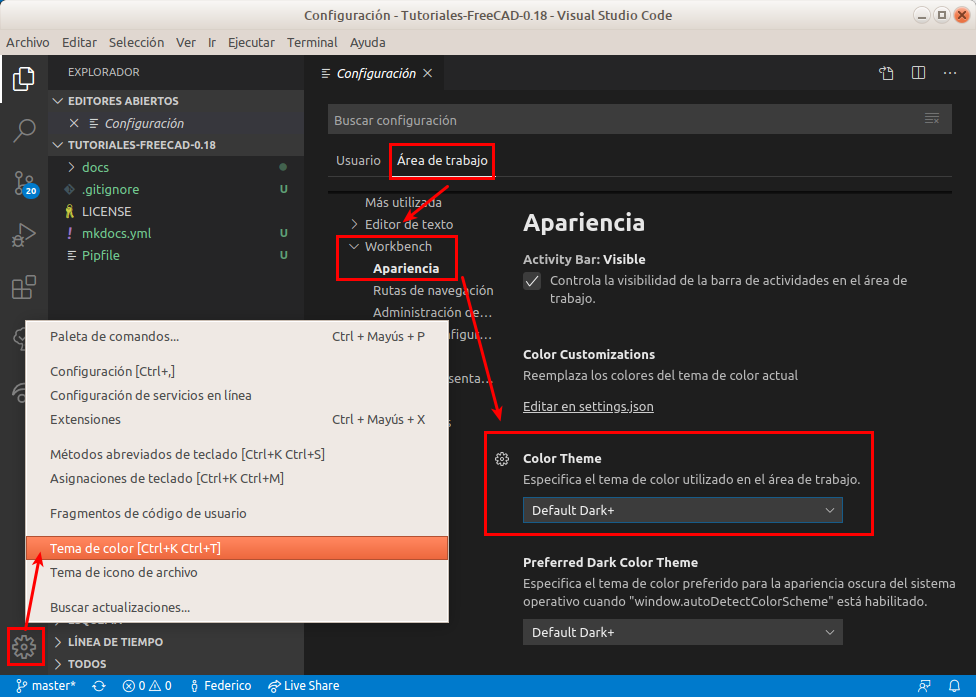 Configuración - Tutoriales-FreeCAD-0.18 - Visual Studio Code
Archivo Editar Selección Ver Ir Ejecutar Terminal Ayuda
EXPLORADOR
EDITORES ABIERTOS
Configuración
TUTORIALES-FREECAD-0.18
docs
.gitignore U
LICENSE
mkdocs.yml U
Pipfile U
20
Configuración
Buscar configuración
Usuario Área de trabajo
Más utilizada
Editor de texto
Workbench
Apariencia
Rutas de navegación
Administración de...
Apariencia
Activity Bar: Visible
Controla la visibilidad de la barra de actividades en el área de
trabajo.
Color Customizations
Reemplaza los colores del tema de color actual
Editar en settings.json
Color Theme
Especifica el tema de color utilizado en el área de trabajo.
Default Dark+
Preferred Dark Color Theme
Especifica el tema de color preferido para la apariencia oscura del sistema
operativo cuando "window.autoDetectColorScheme" está habilitado.
Default Dark+
Paleta de comandos... Ctrl + Mayús + P
Configuración [Ctrl+,]
Configuración de servicios en línea
Extensiones Ctrl + Mayús + X
Métodos abreviados de teclado [Ctrl+K Ctrl+S]
Asignaciones de teclado [Ctrl+K Ctrl+M]
Fragmentos de código de usuario
Tema de color [Ctrl+K Ctrl+T]
Tema de icono de archivo
Buscar actualizaciones...
LÍNEA DE TIEMPO
TODOS
master* 0 0 Federico Live Share